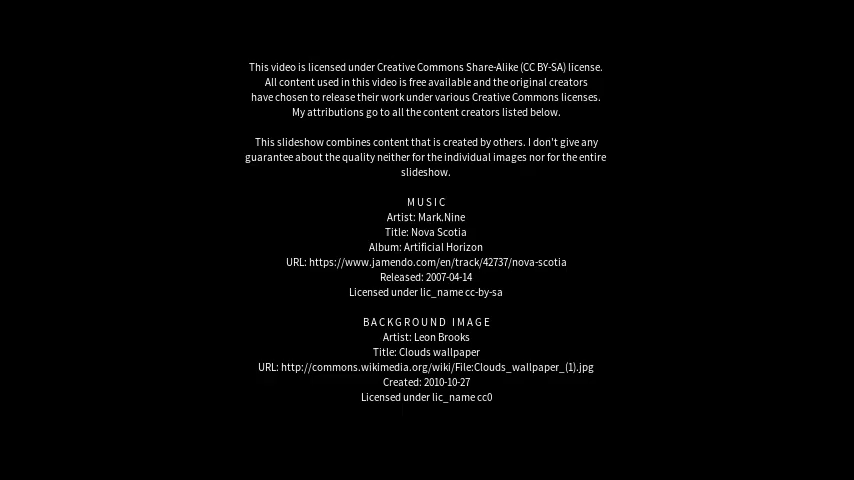 This video is licensed under Creative Commons Share-Alike (CC BY-SA) license.
All content used in this video is free available and the original creators
have chosen to release their work under various Creative Commons licenses.
My attributions go to all the content creators listed below.
This slideshow combines content that is created by others. I don't give any
guarantee about the quality neither for the individual images nor for the entire
slideshow.
M U S I C
Artist: Mark.Nine
Title: Nova Scotia
Album: Artificial Horizon
URL: https://www.jamendo.com/en/track/42737/nova-scotia
Released: 2007-04-14
Licensed under lic_name cc-by-sa
B A C K G R O U N D   I M A G E
Artist: Leon Brooks
Title: Clouds wallpaper
URL: http://commons.wikimedia.org/wiki/File:Clouds_wallpaper_(1).jpg
Created: 2010-10-27
Licensed under lic_name cc0